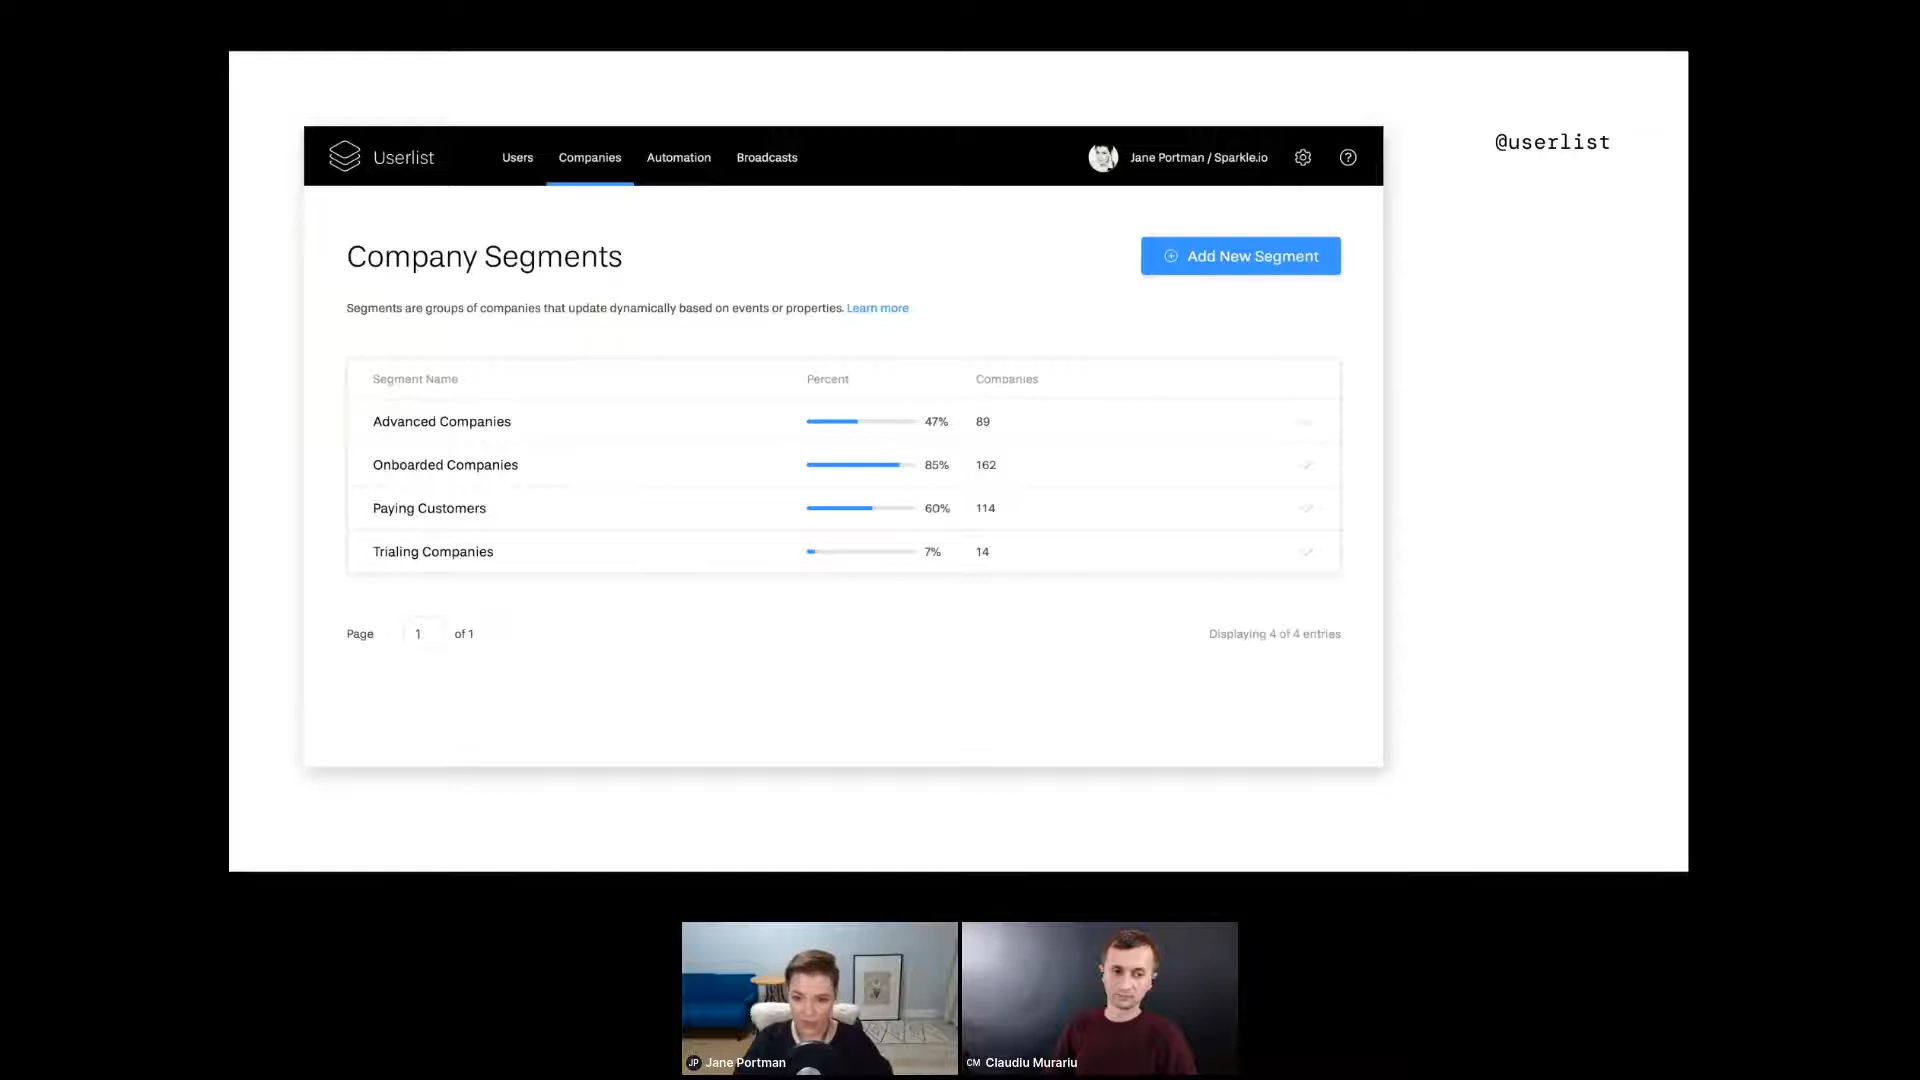 @userlist
Userlist
Users Companies Automation Broadcasts
Jane Portman / Sparkle.io
Company Segments
Add New Segment
Segments are groups of companies that update dynamically based on events or properties. Learn more
Segment Name Percent Companies
Advanced Companies 47% 89
Onboarded Companies 85% 162
Paying Customers 60% 114
Trialing Companies 7% 14
Page 1 of 1
Displaying 4 of 4 entries
JP Jane Portman
CM Claudiu Murariu